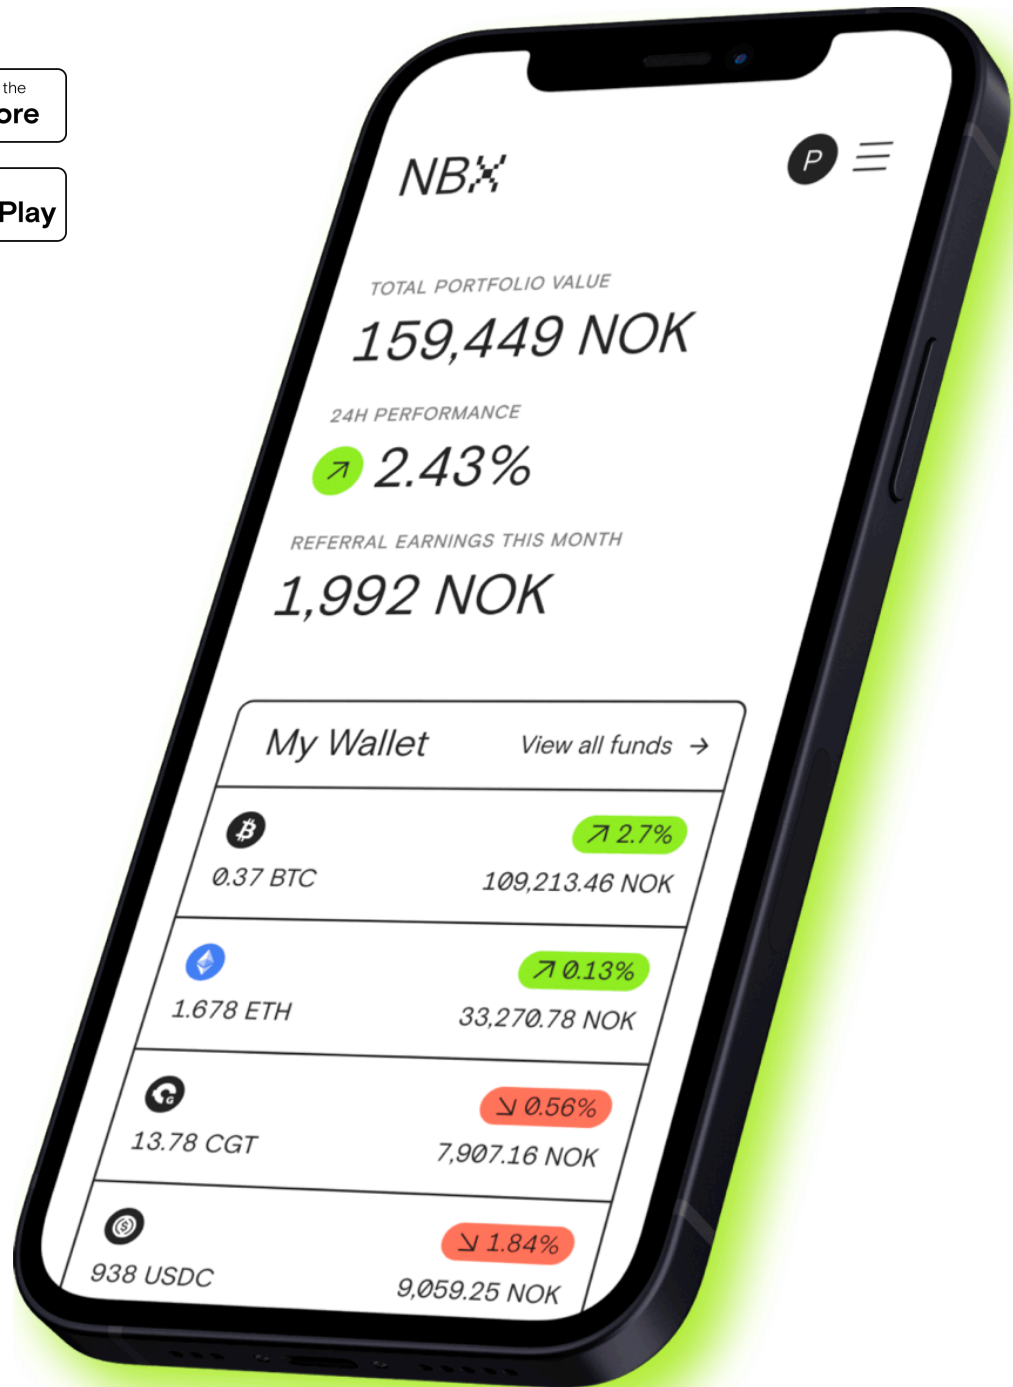 the
ore
Play
NBX
P
TOTAL PORTFOLIO VALUE
159,449 NOK
24H PERFORMANCE
2.43%
REFERRAL EARNINGS THIS MONTH
1,992 NOK
My Wallet View all funds →
↗ 2.7%
0.37 BTC 109,213.46 NOK
↗ 0.13%
1.678 ETH 33,270.78 NOK
↘ 0.56%
13.78 CGT 7,907.16 NOK
↘ 1.84%
938 USDC 9,059.25 NOK